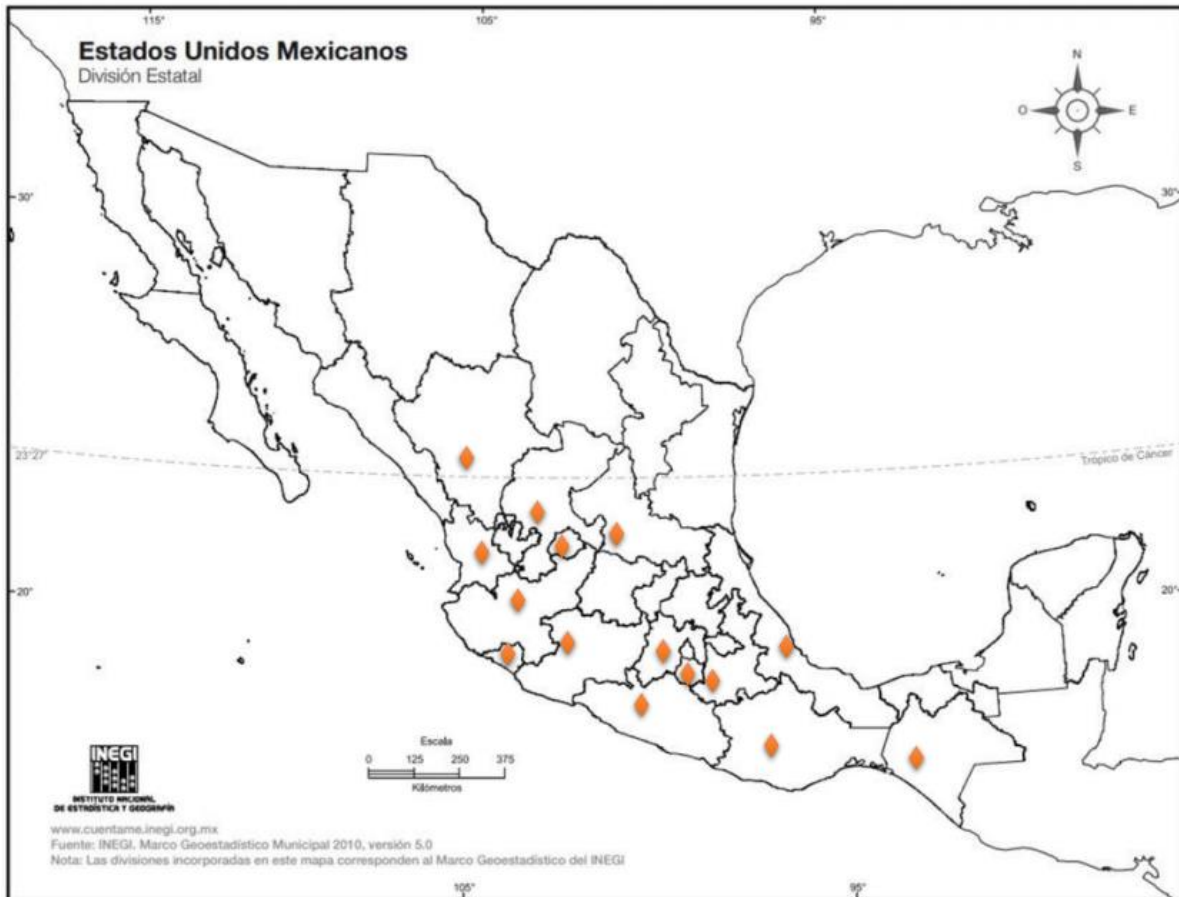 115°
105°
95°
Estados Unidos Mexicanos
División Estatal
N
O
E
S
30°
30°
23°27'
Trópico de Cáncer
20°
20°
Escala
0 125 250 375
Kilómetros
INEGI
INSTITUTO NACIONAL
DE ESTADÍSTICA Y GEOGRAFÍA
www.cuentame.inegi.org.mx
Fuente: INEGI. Marco Geoestadístico Municipal 2010, versión 5.0
Nota: Las divisiones incorporadas en este mapa corresponden al Marco Geoestadístico del INEGI
105°
95°